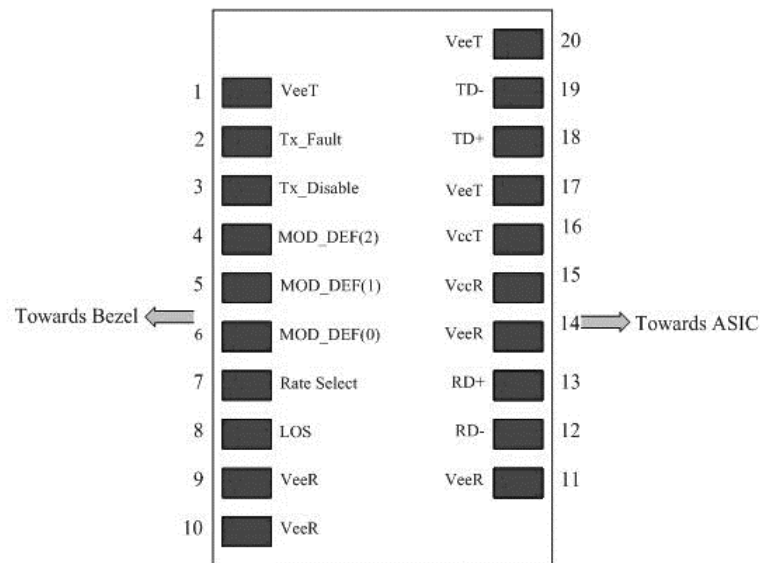 VeeT 20
1 VeeT TD- 19
2 Tx_Fault TD+ 18
3 Tx_Disable VeeT 17
4 MOD_DEF(2) VccT 16
5 MOD_DEF(1) VccR 15
Towards Bezel
6 MOD_DEF(0) VeeR 14
Towards ASIC
7 Rate Select RD+ 13
8 LOS RD- 12
9 VeeR VeeR 11
10 VeeR